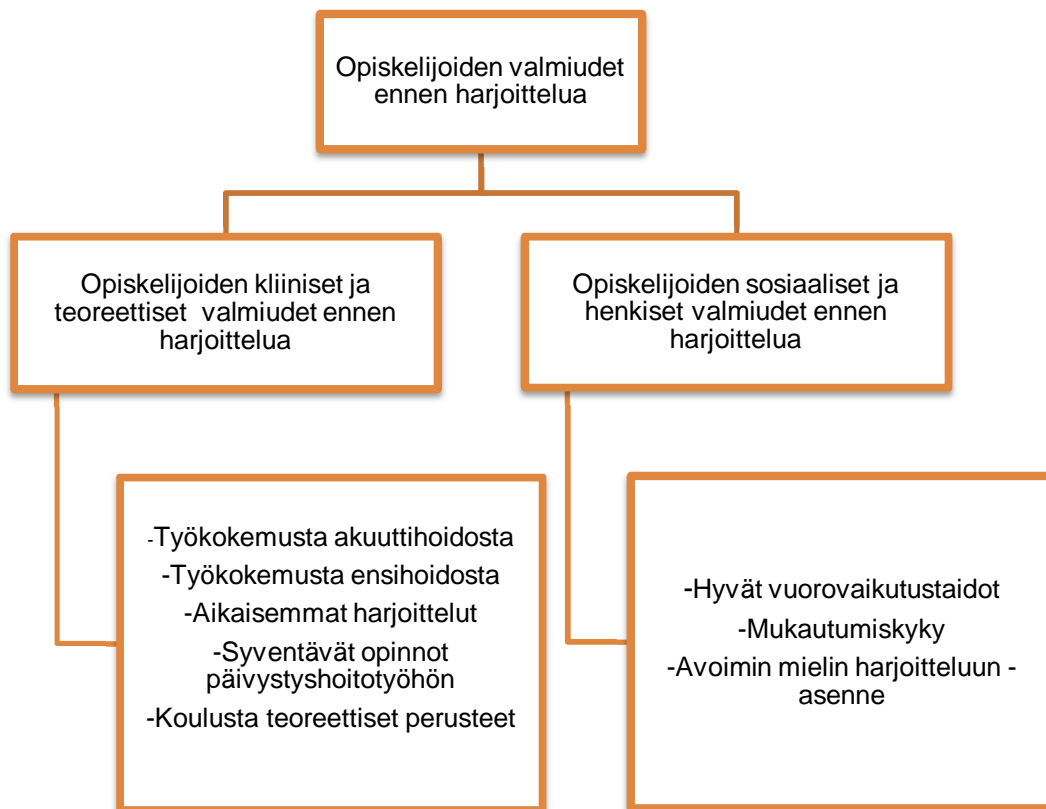 Opiskelijoiden valmiudet
ennen harjoittelua
Opiskelijoiden kliiniset ja
teoreettiset valmiudet ennen
harjoittelua
Opiskelijoiden sosiaaliset ja
henkiset valmiudet ennen
harjoittelua
-Työkokemusta akuuttihoidosta
-Työkokemusta ensihoidosta
-Aikaisemmat harjoittelut
-Syventävät opinnot
päivystyshoitotyöhön
-Koulusta teoreettiset perusteet
-Hyvät vuorovaikutustaidot
-Mukautumiskyky
-Avoimin mielin harjoitteluun -
asenne